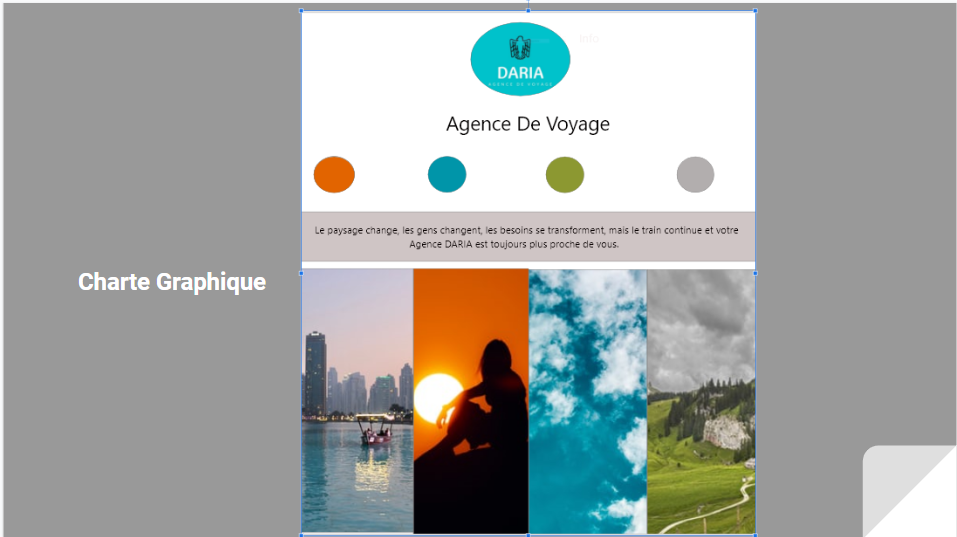 DARIA
AGENCE DE VOYAGE
Agence De Voyage
Le paysage change, les gens changent, les besoins se transforment, mais le train continue et votre
Agence DARIA est toujours plus proche de vous.
Charte Graphique